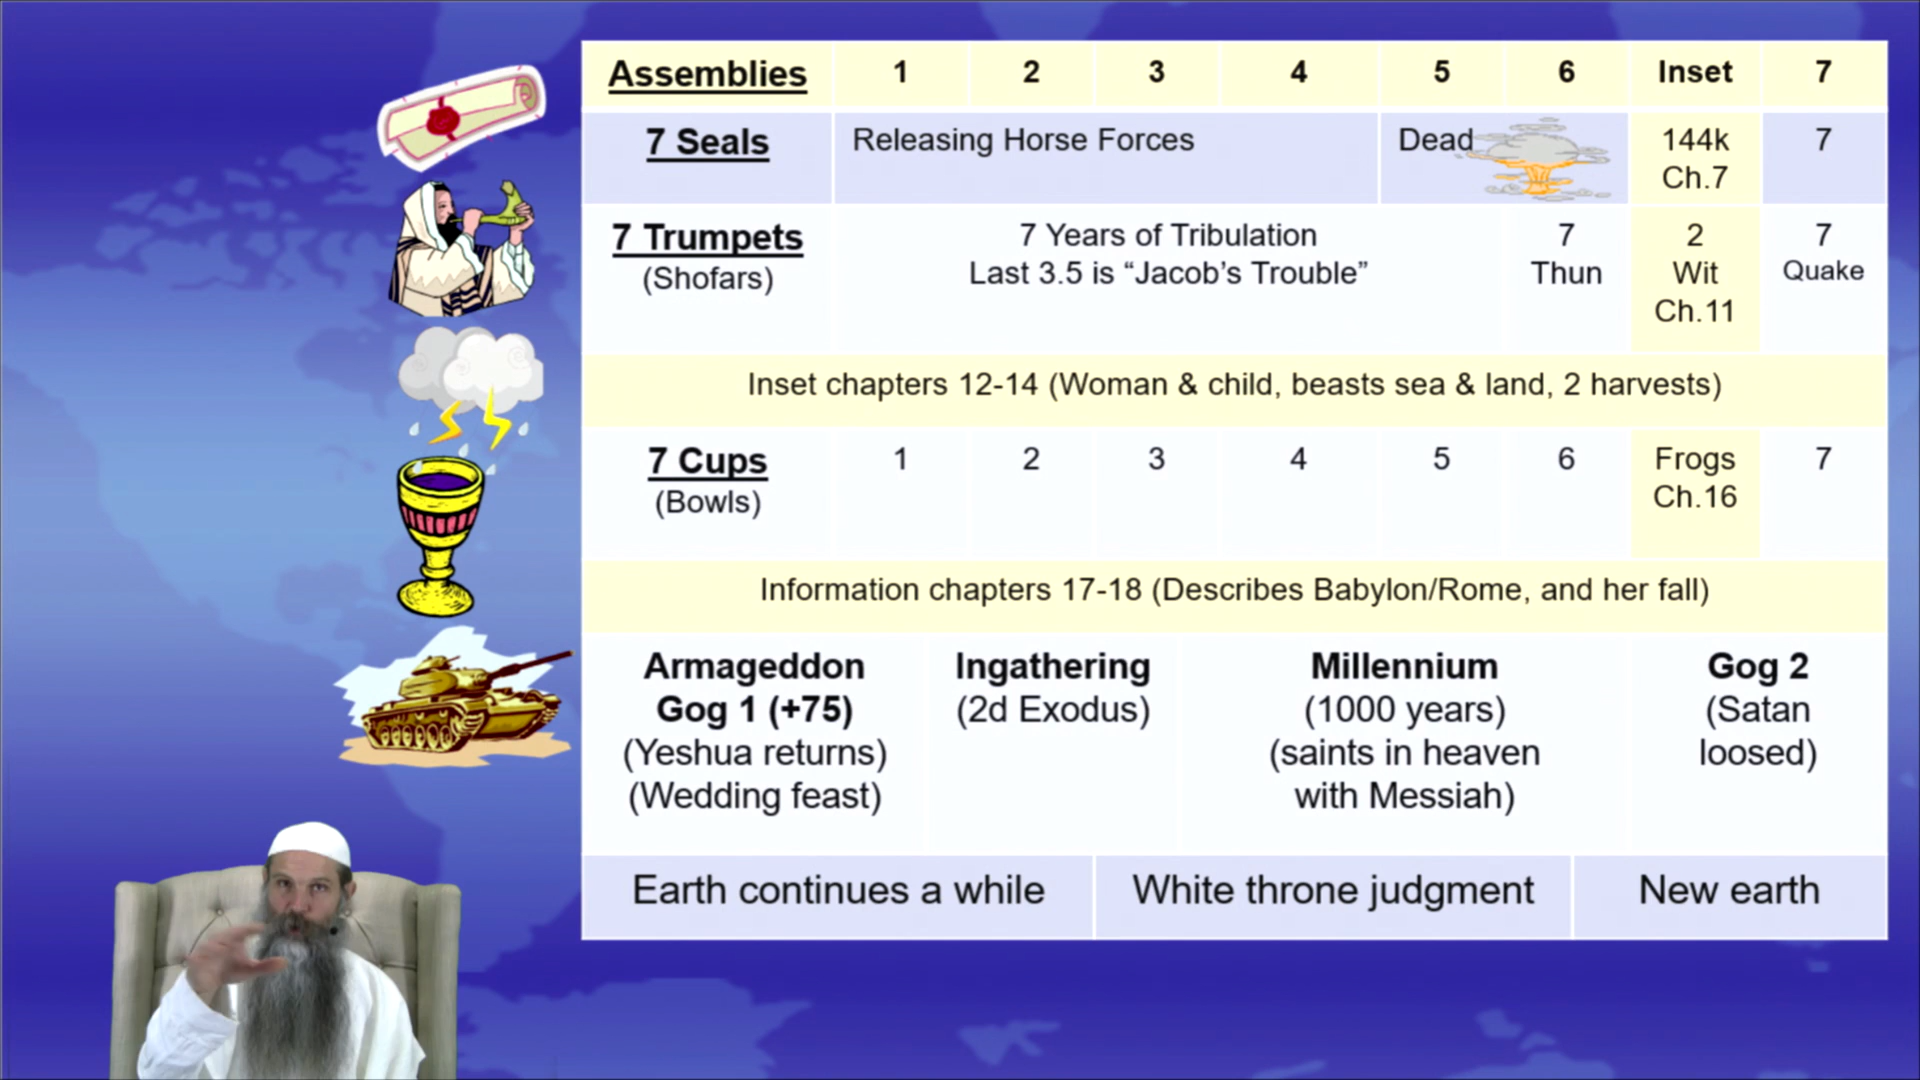 Assemblies 1 2 3 4 5 6 Inset 7
7 Seals Releasing Horse Forces Dead 144k 7
Ch.7
7 Trumpets 7 Years of Tribulation 7 2 7
(Shofars) Last 3.5 is “Jacob’s Trouble” Thun Wit Quake
Ch.11
Inset chapters 12-14 (Woman & child, beasts sea & land, 2 harvests)
7 Cups 1 2 3 4 5 6 Frogs 7
(Bowls) Ch.16
Information chapters 17-18 (Describes Babylon/Rome, and her fall)
Armageddon Ingathering Millennium Gog 2
Gog 1 (+75) (2d Exodus) (1000 years) (Satan
(Yeshua returns) (saints in heaven loosed)
(Wedding feast) with Messiah)
Earth continues a while White throne judgment New earth